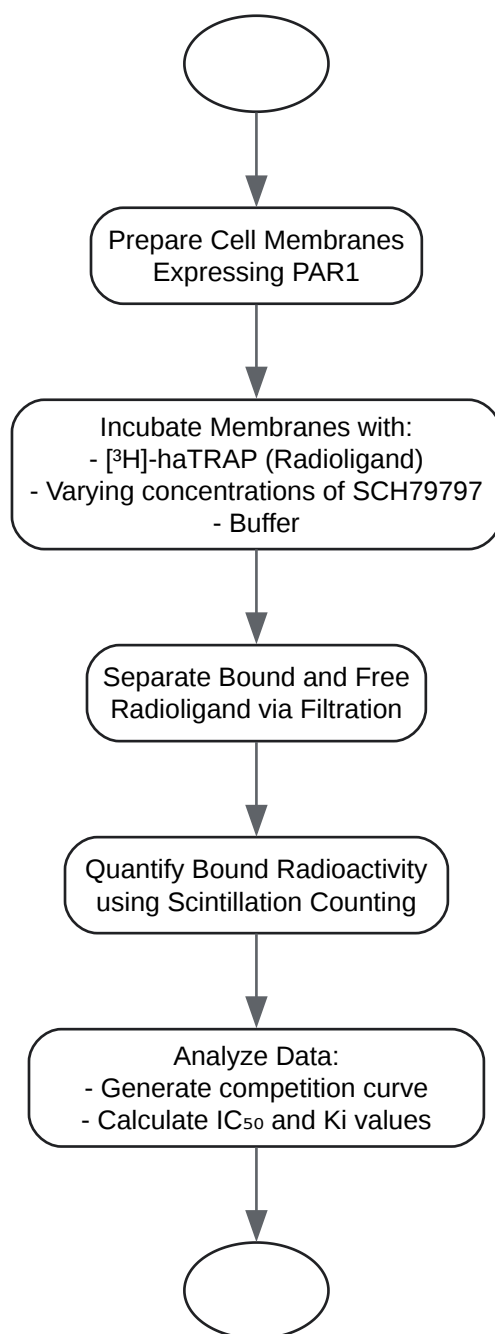 Prepare Cell Membranes
Expressing PAR1
Incubate Membranes with:
- [³H]-haTRAP (Radioligand)
- Varying concentrations of SCH79797
- Buffer
Separate Bound and Free
Radioligand via Filtration
Quantify Bound Radioactivity
using Scintillation Counting
Analyze Data:
- Generate competition curve
- Calculate IC₅₀ and Ki values